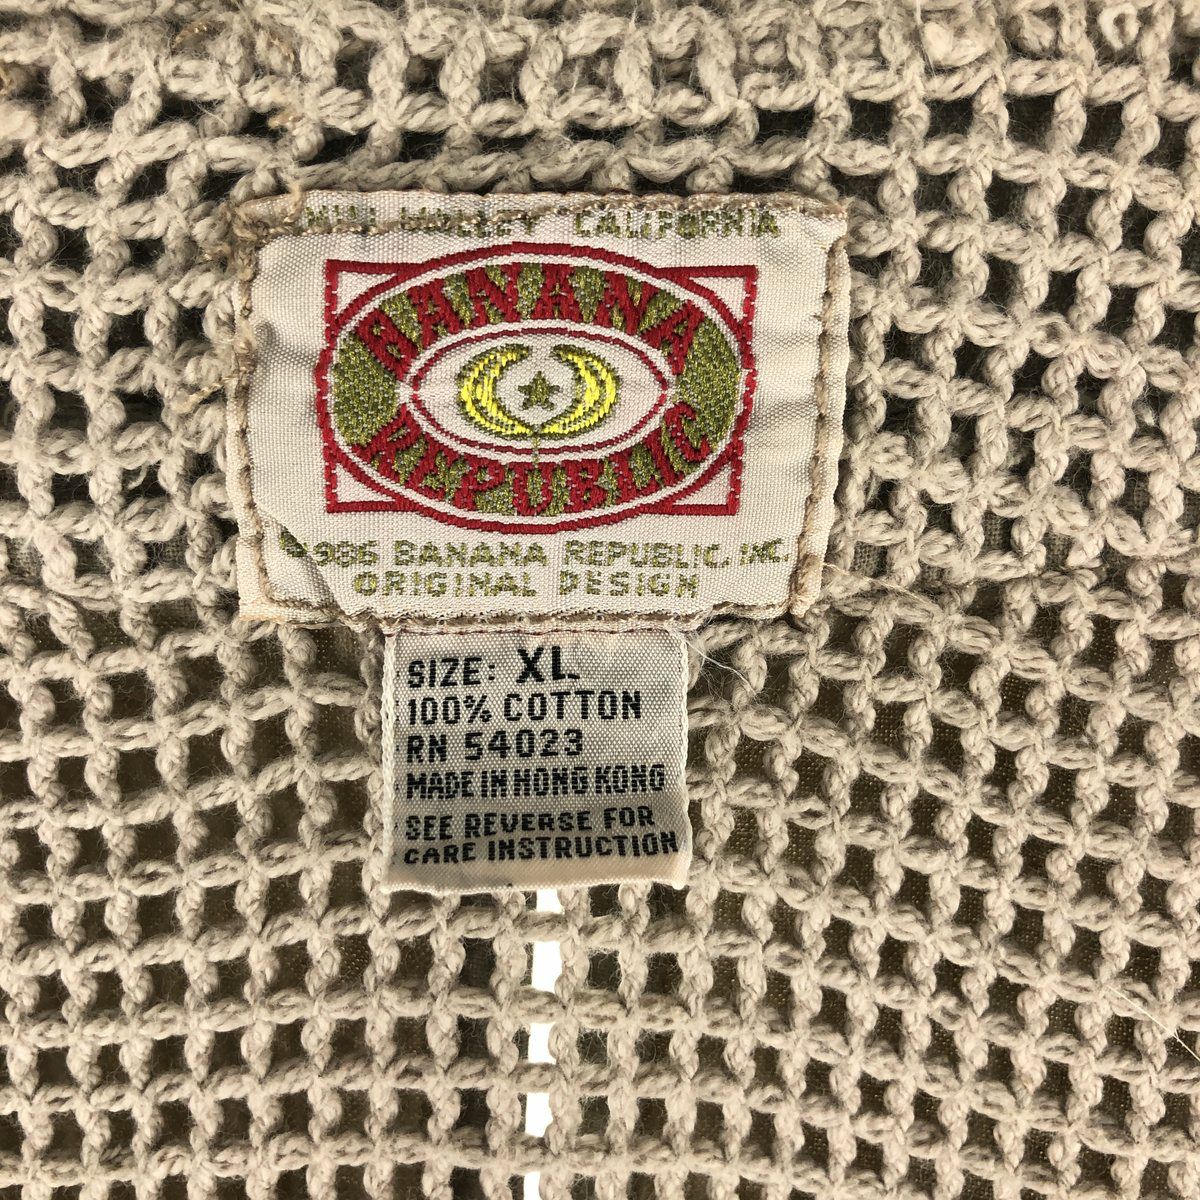 MILL VALLEY CALIFORNIA
BANANA
REPUBLIC
©1986 BANANA REPUBLIC, INC.
ORIGINAL DESIGN
SIZE: XL
100% COTTON
RN 54023
MADE IN HONG KONG
SEE REVERSE FOR
CARE INSTRUCTION